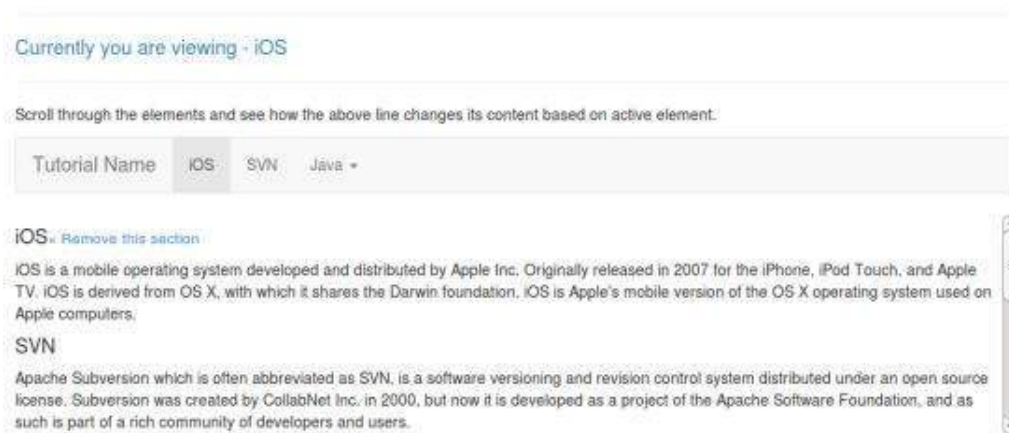 Currently you are viewing - iOS
Scroll through the elements and see how the above line changes its content based on active element.
Tutorial Name iOS SVN Java
iOS× Remove this section
iOS is a mobile operating system developed and distributed by Apple Inc. Originally released in 2007 for the iPhone, iPod Touch, and Apple
TV. iOS is derived from OS X, with which it shares the Darwin foundation. iOS is Apple's mobile version of the OS X operating system used on
Apple computers.
SVN
Apache Subversion which is often abbreviated as SVN, is a software versioning and revision control system distributed under an open source
license. Subversion was created by CollabNet Inc. in 2000, but now it is developed as a project of the Apache Software Foundation, and as
such is part of a rich community of developers and users.